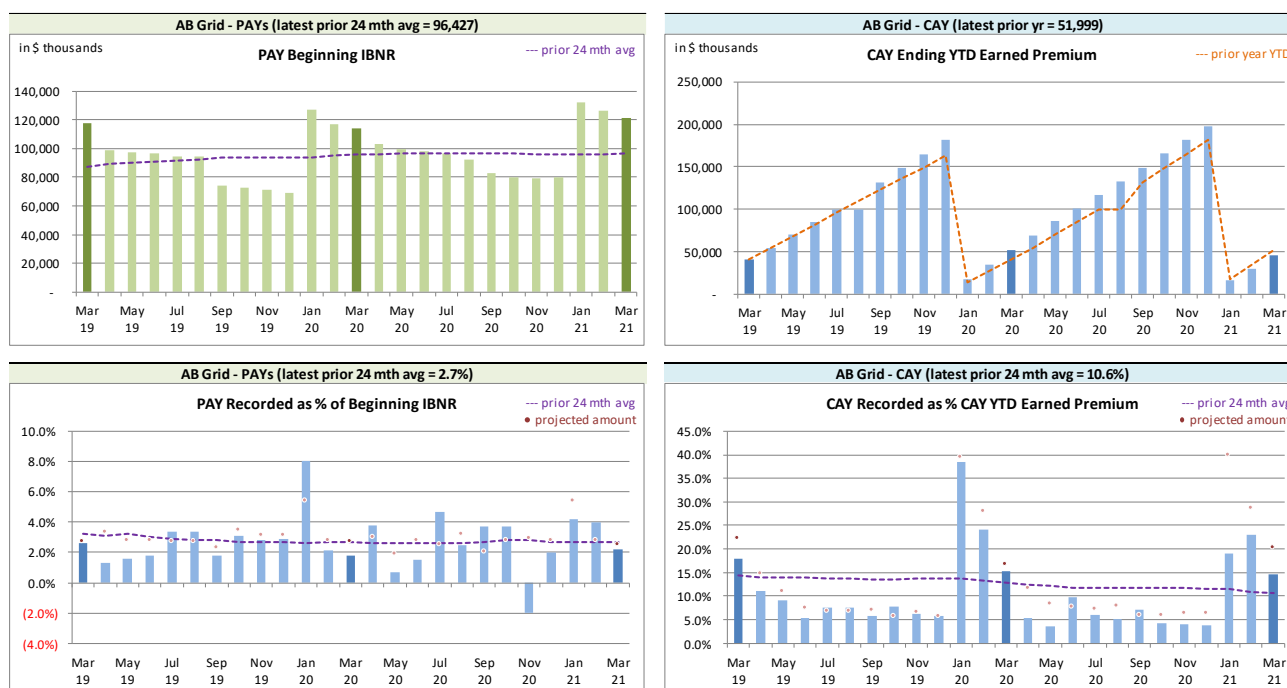 AB Grid - PAYs (latest prior 24 mth avg = 96,427)
in $ thousands
PAY Beginning IBNR
--- prior 24 mth avg
140,000
120,000
100,000
80,000
60,000
40,000
20,000
-
Mar May Jul Sep Nov Jan Mar May Jul Sep Nov Jan Mar
19 19 19 19 19 20 20 20 20 20 20 21 21
AB Grid - CAY (latest prior yr = 51,999)
in $ thousands
CAY Ending YTD Earned Premium
--- prior year YTD
250,000
200,000
150,000
100,000
50,000
-
Mar May Jul Sep Nov Jan Mar May Jul Sep Nov Jan Mar
19 19 19 19 19 20 20 20 20 20 20 21 21
AB Grid - PAYs (latest prior 24 mth avg = 2.7%)
PAY Recorded as % of Beginning IBNR
--- prior 24 mth avg
• projected amount
10.0%
8.0%
6.0%
4.0%
2.0%
0.0%
(2.0%)
(4.0%)
Mar May Jul Sep Nov Jan Mar May Jul Sep Nov Jan Mar
19 19 19 19 19 20 20 20 20 20 20 21 21
AB Grid - CAY (latest prior 24 mth avg = 10.6%)
CAY Recorded as % CAY YTD Earned Premium
--- prior 24 mth avg
• projected amount
45.0%
40.0%
35.0%
30.0%
25.0%
20.0%
15.0%
10.0%
5.0%
0.0%
Mar May Jul Sep Nov Jan Mar May Jul Sep Nov Jan Mar
19 19 19 19 19 20 20 20 20 20 20 21 21